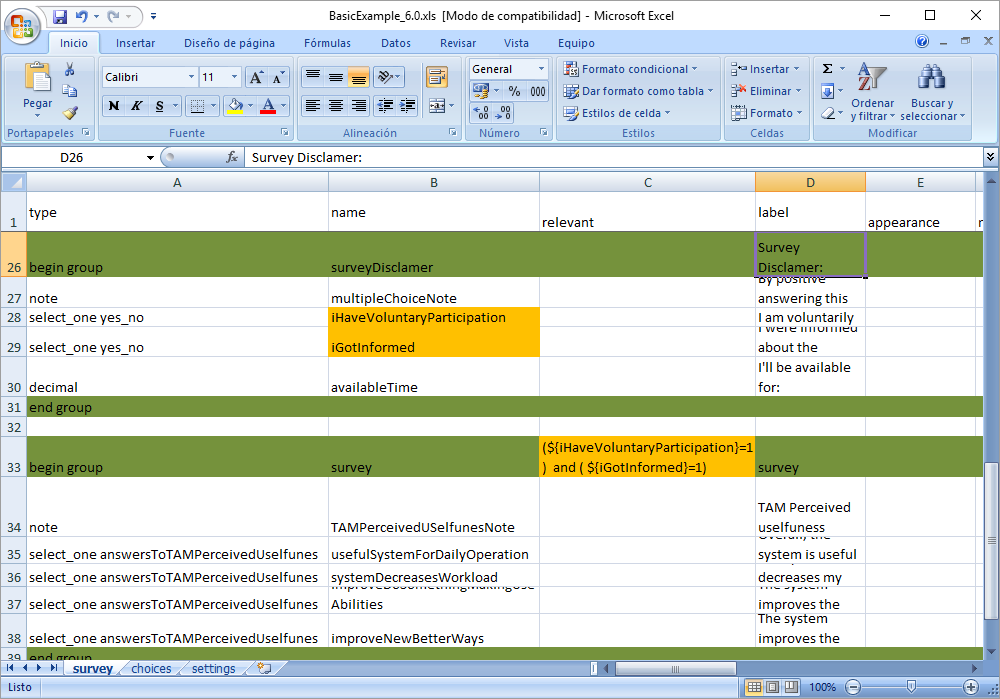 BasicExample_6.0.xls [Modo de compatibilidad] - Microsoft Excel
Inicio Insertar Diseño de página Fórmulas Datos Revisar Vista Equipo
Pegar
Portapapeles
Calibri 11
N K S A
Fuente
Alineación
General
% 000
Número
Formato condicional
Dar formato como tabla
Estilos de celda
Estilos
Insertar
Eliminar
Formato
Celdas
Σ
Ordenar y filtrar
Buscar y seleccionar
Modificar
D26 fx Survey Disclamer:
A B C D E
1 type name relevant label appearance
26 begin group surveyDisclamer Survey Disclamer:
27 note multipleChoiceNote By positive answering this
28 select_one yes_no iHaveVoluntaryParticipation I am voluntarily
29 select_one yes_no iGotInformed I were informed about the
30 decimal availableTime I'll be available for:
31 end group
32
33 begin group survey (${iHaveVoluntaryParticipation}=1 ) and ( ${iGotInformed}=1) survey
34 note TAMPerceivedUSelfunesNote TAM Perceived uselfuness
35 select_one answersToTAMPerceivedUselfunes usefulSystemForDailyOperation Overall, the system is useful
36 select_one answersToTAMPerceivedUselfunes systemDecreasesWorkload decreases my
37 select_one answersToTAMPerceivedUselfunes ImproveDoSomethingMakingUse Abilities The system improves the
38 select_one answersToTAMPerceivedUselfunes improveNewBetterWays The system improves the
39 end group
survey choices settings
Listo 100%